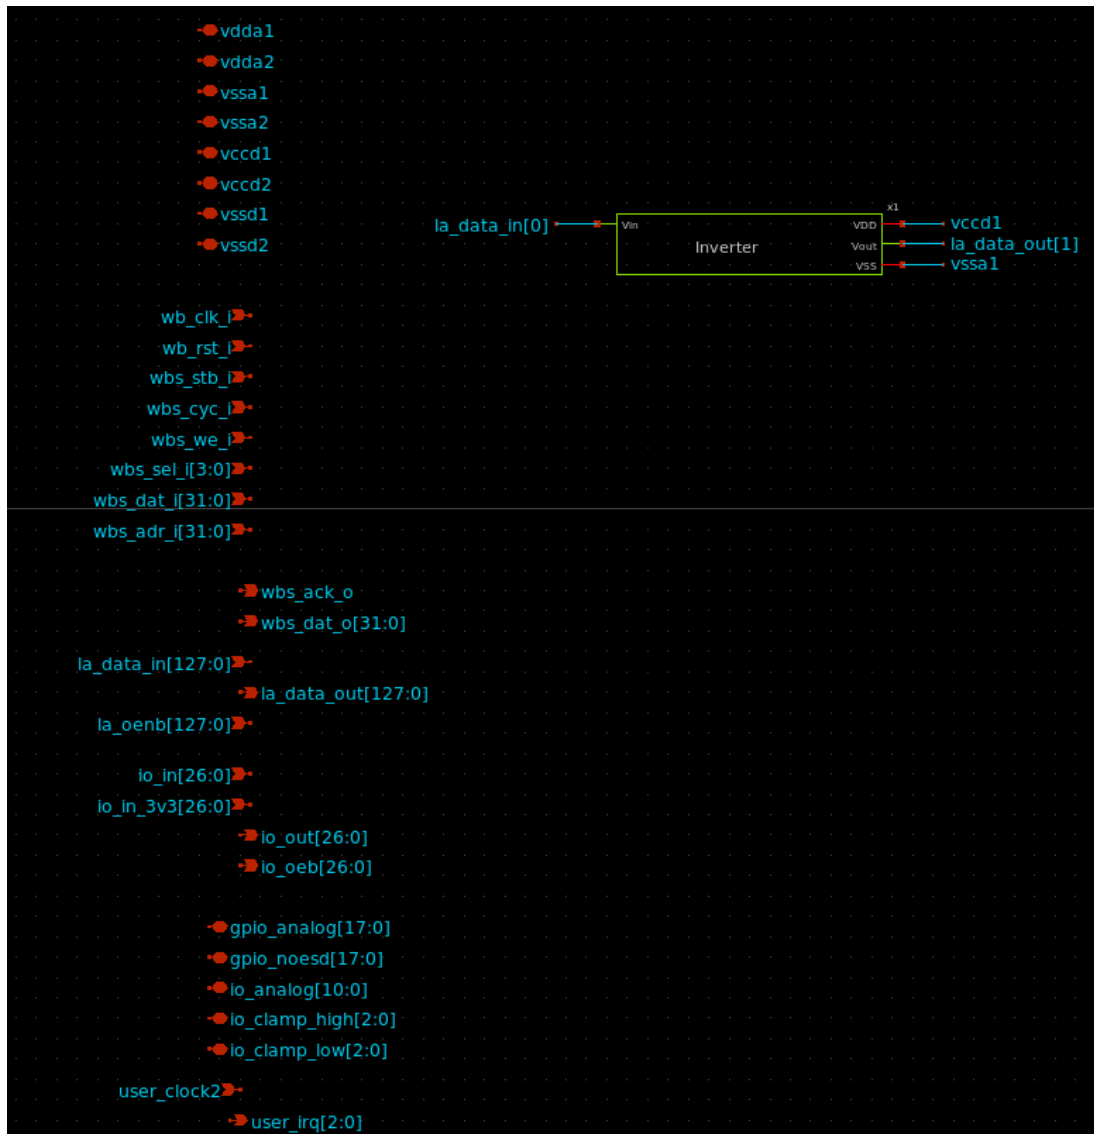 vdda1
vdda2
vssa1
vssa2
vccd1
vccd2
vssd1
vssd2
x1
la_data_in[0] Vin Inverter VDD vccd1
Vout la_data_out[1]
VSS vssa1
wb_clk_i
wb_rst_i
wbs_stb_i
wbs_cyc_i
wbs_we_i
wbs_sel_i[3:0]
wbs_dat_i[31:0]
wbs_adr_i[31:0]
wbs_ack_o
wbs_dat_o[31:0]
la_data_in[127:0]
la_data_out[127:0]
la_oenb[127:0]
io_in[26:0]
io_in_3v3[26:0]
io_out[26:0]
io_oeb[26:0]
gpio_analog[17:0]
gpio_noesd[17:0]
io_analog[10:0]
io_clamp_high[2:0]
io_clamp_low[2:0]
user_clock2
user_irq[2:0]